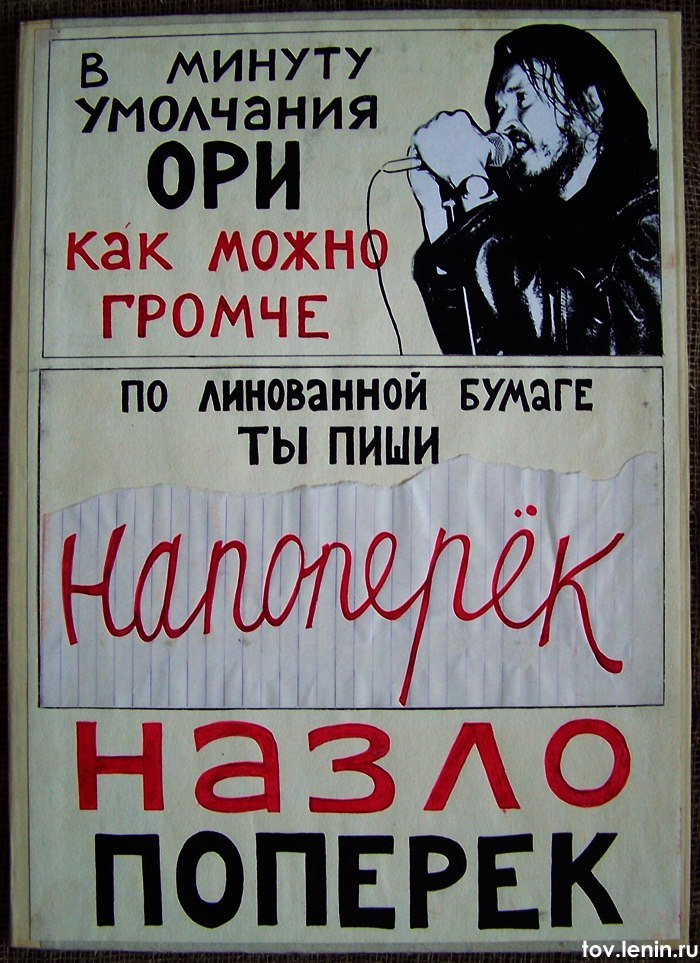 В МИНУТУ
УМОЛЧАНИЯ
ОРИ
КАК МОЖНО
ГРОМЧЕ
ПО ЛИНОВАННОЙ БУМАГЕ
ТЫ ПИШИ
Напоперёк
НАЗЛО
ПОПЕРЕК
tov.lenin.ru